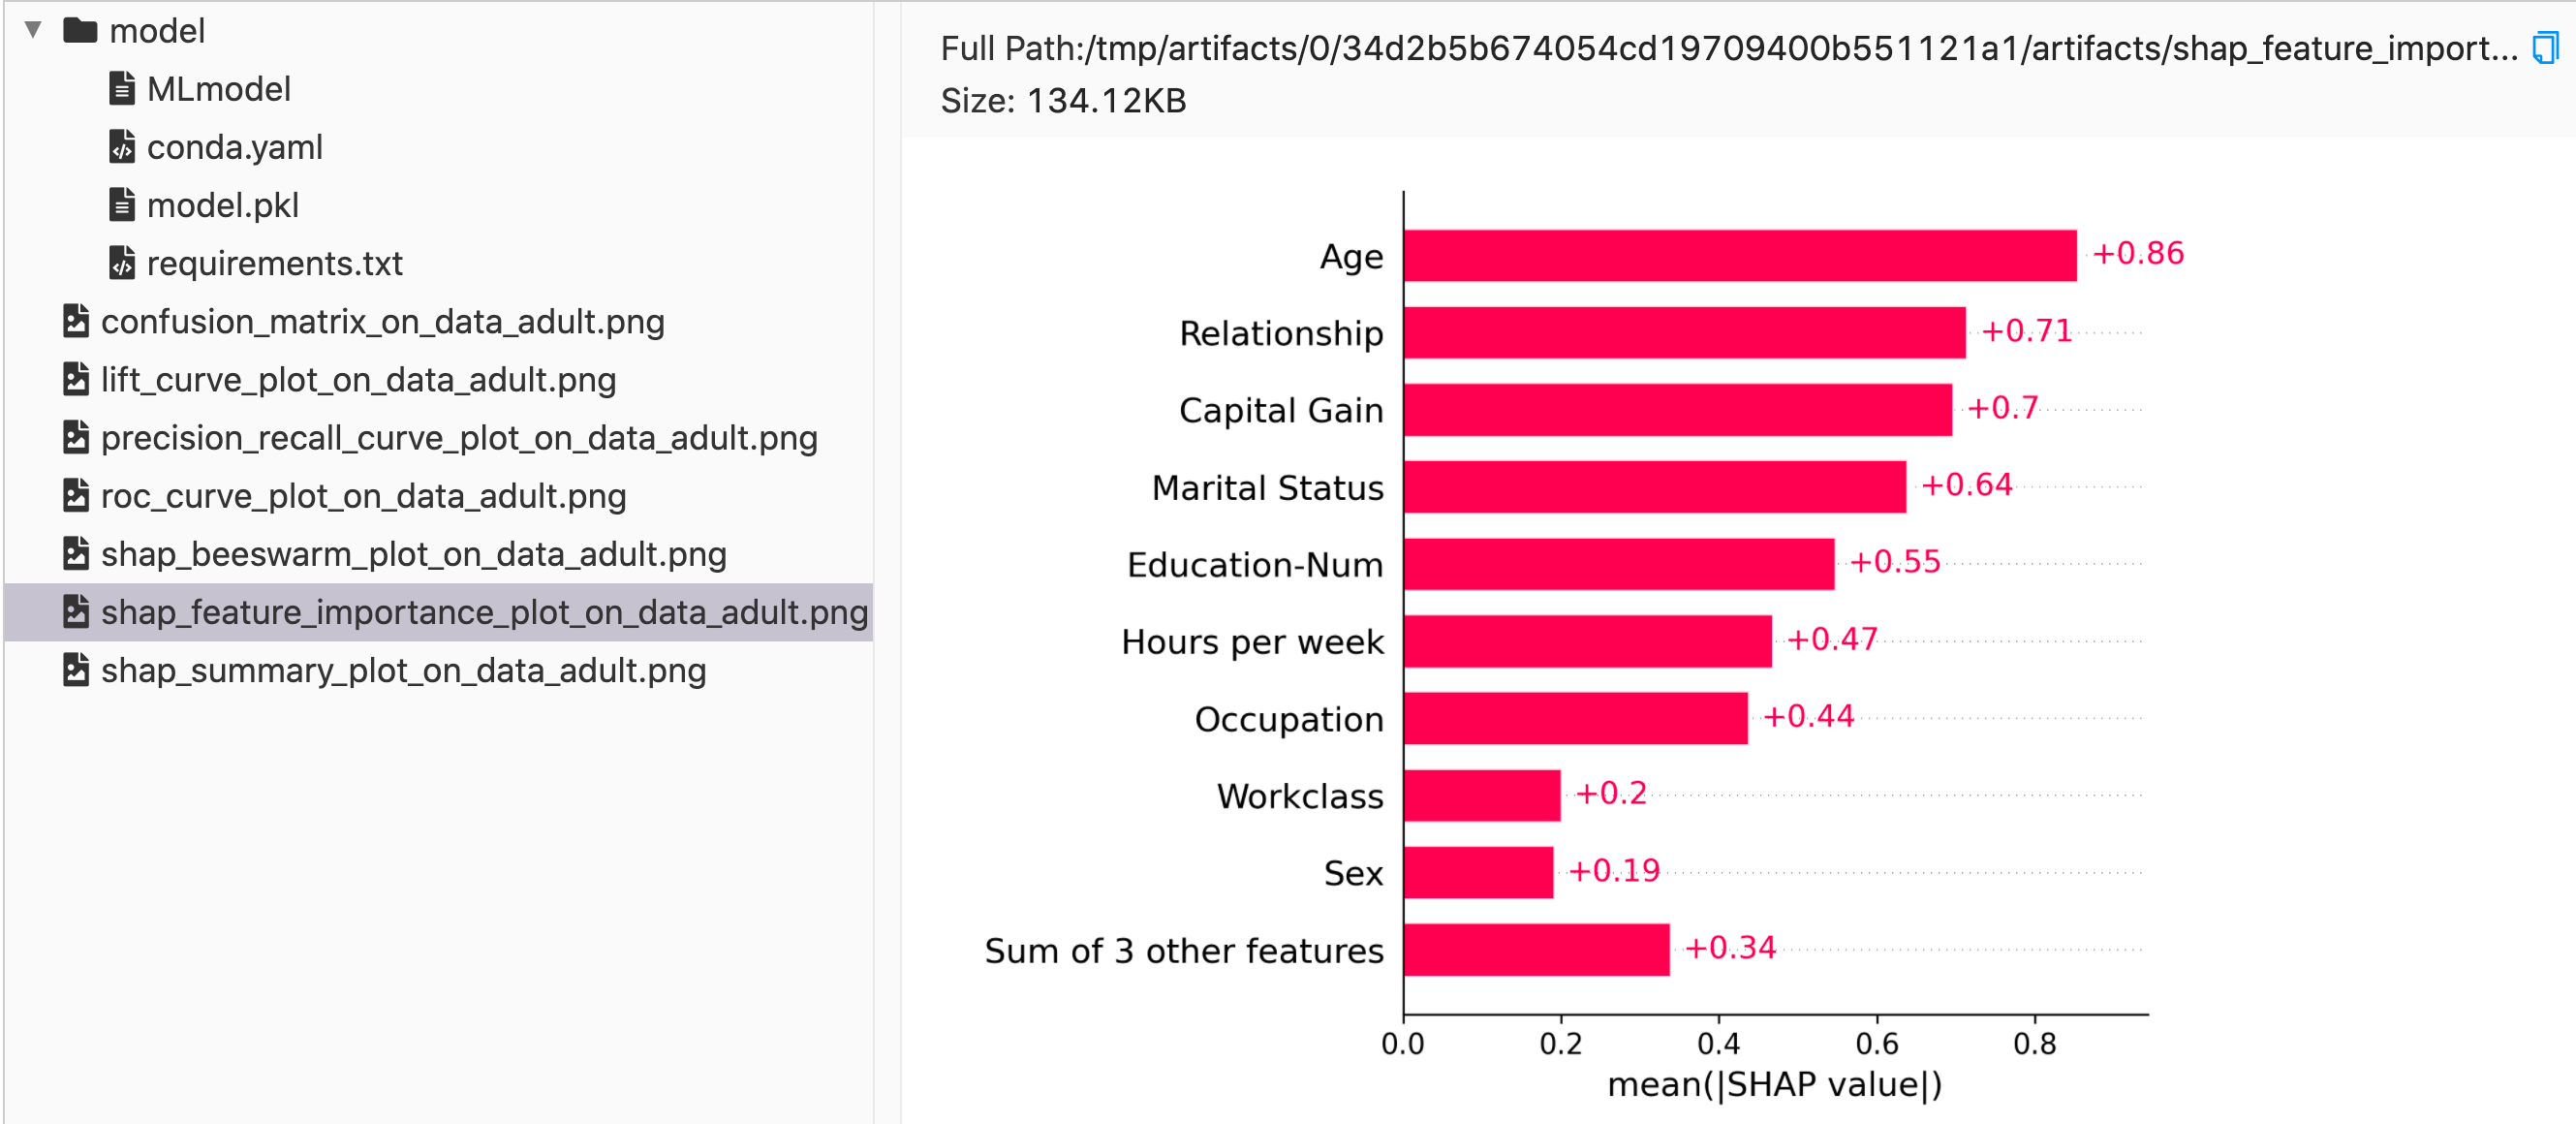 model
MLmodel
conda.yaml
model.pkl
requirements.txt
confusion_matrix_on_data_adult.png
lift_curve_plot_on_data_adult.png
precision_recall_curve_plot_on_data_adult.png
roc_curve_plot_on_data_adult.png
shap_beeswarm_plot_on_data_adult.png
shap_feature_importance_plot_on_data_adult.png
shap_summary_plot_on_data_adult.png
Full Path:/tmp/artifacts/0/34d2b5b674054cd19709400b551121a1/artifacts/shap_feature_import...
Size: 134.12KB
Age +0.86
Relationship +0.71
Capital Gain +0.7
Marital Status +0.64
Education-Num +0.55
Hours per week +0.47
Occupation +0.44
Workclass +0.2
Sex +0.19
Sum of 3 other features +0.34
0.0 0.2 0.4 0.6 0.8
mean(|SHAP value|)